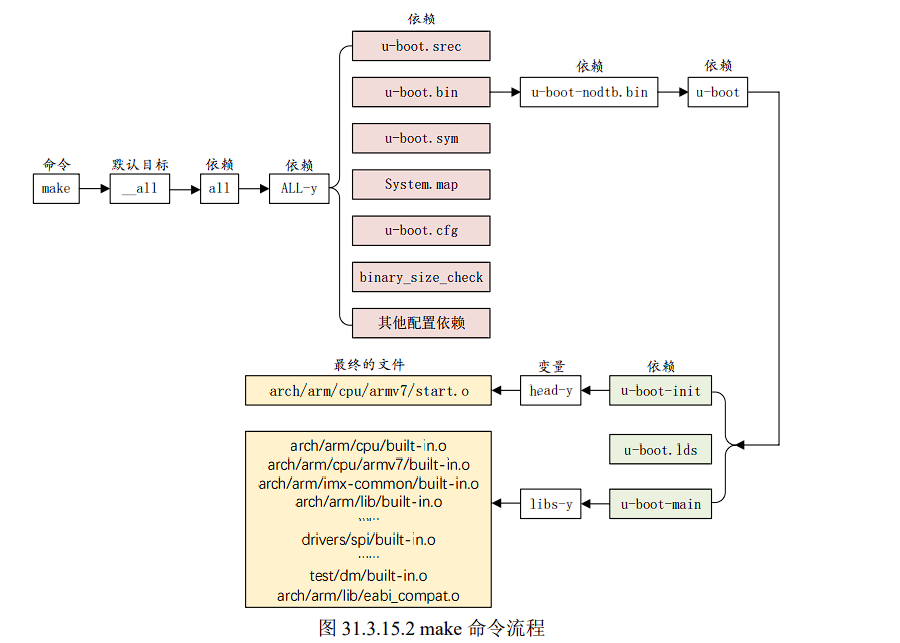 依赖
u-boot.srec
依赖
依赖
u-boot.bin
u-boot-nodtb.bin
u-boot
u-boot.sym
命令
默认目标
依赖
依赖
make
__all
all
ALL-y
System.map
u-boot.cfg
binary_size_check
其他配置依赖
最终的文件
变量
依赖
arch/arm/cpu/armv7/start.o
head-y
u-boot-init
arch/arm/cpu/built-in.o
arch/arm/cpu/armv7/built-in.o
arch/arm/imx-common/built-in.o
arch/arm/lib/built-in.o
……
drivers/spi/built-in.o
……
test/dm/built-in.o
arch/arm/lib/eabi_compat.o
u-boot.lds
libs-y
u-boot-main
图 31.3.15.2 make 命令流程